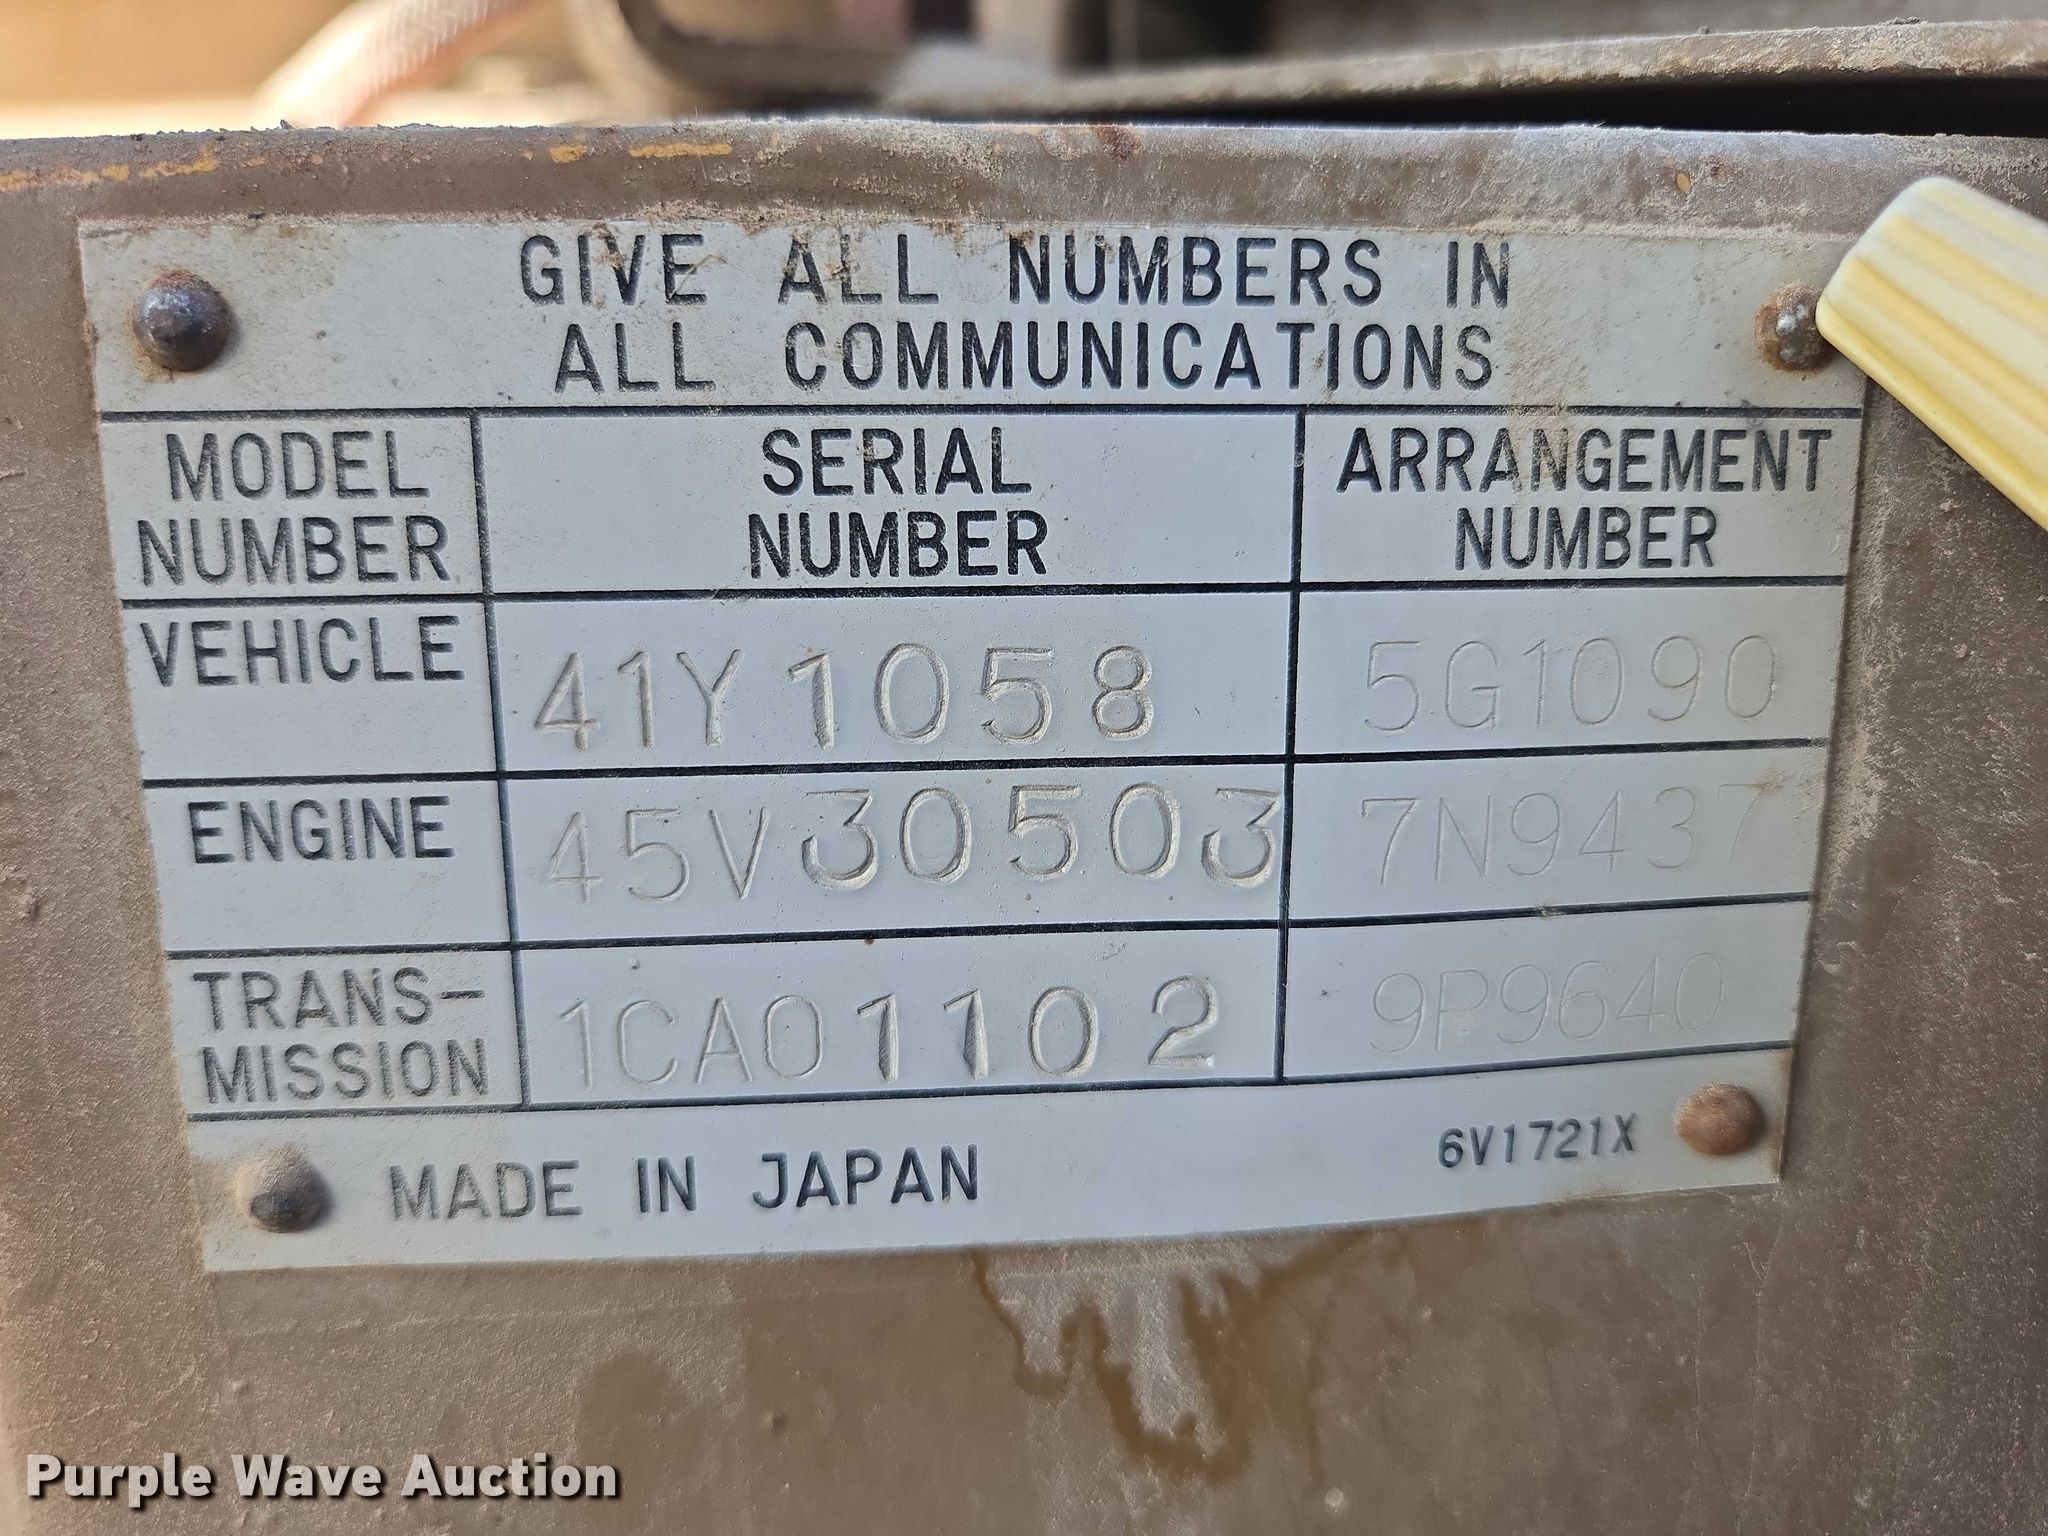 GIVE ALL NUMBERS IN
ALL COMMUNICATIONS
MODEL NUMBER SERIAL NUMBER ARRANGEMENT NUMBER
VEHICLE 41Y1058 5G1090
ENGINE 45V30503 7N9437
TRANS-MISSION 1CA01102 9P9640
MADE IN JAPAN 6V1721X
Purple Wave Auction